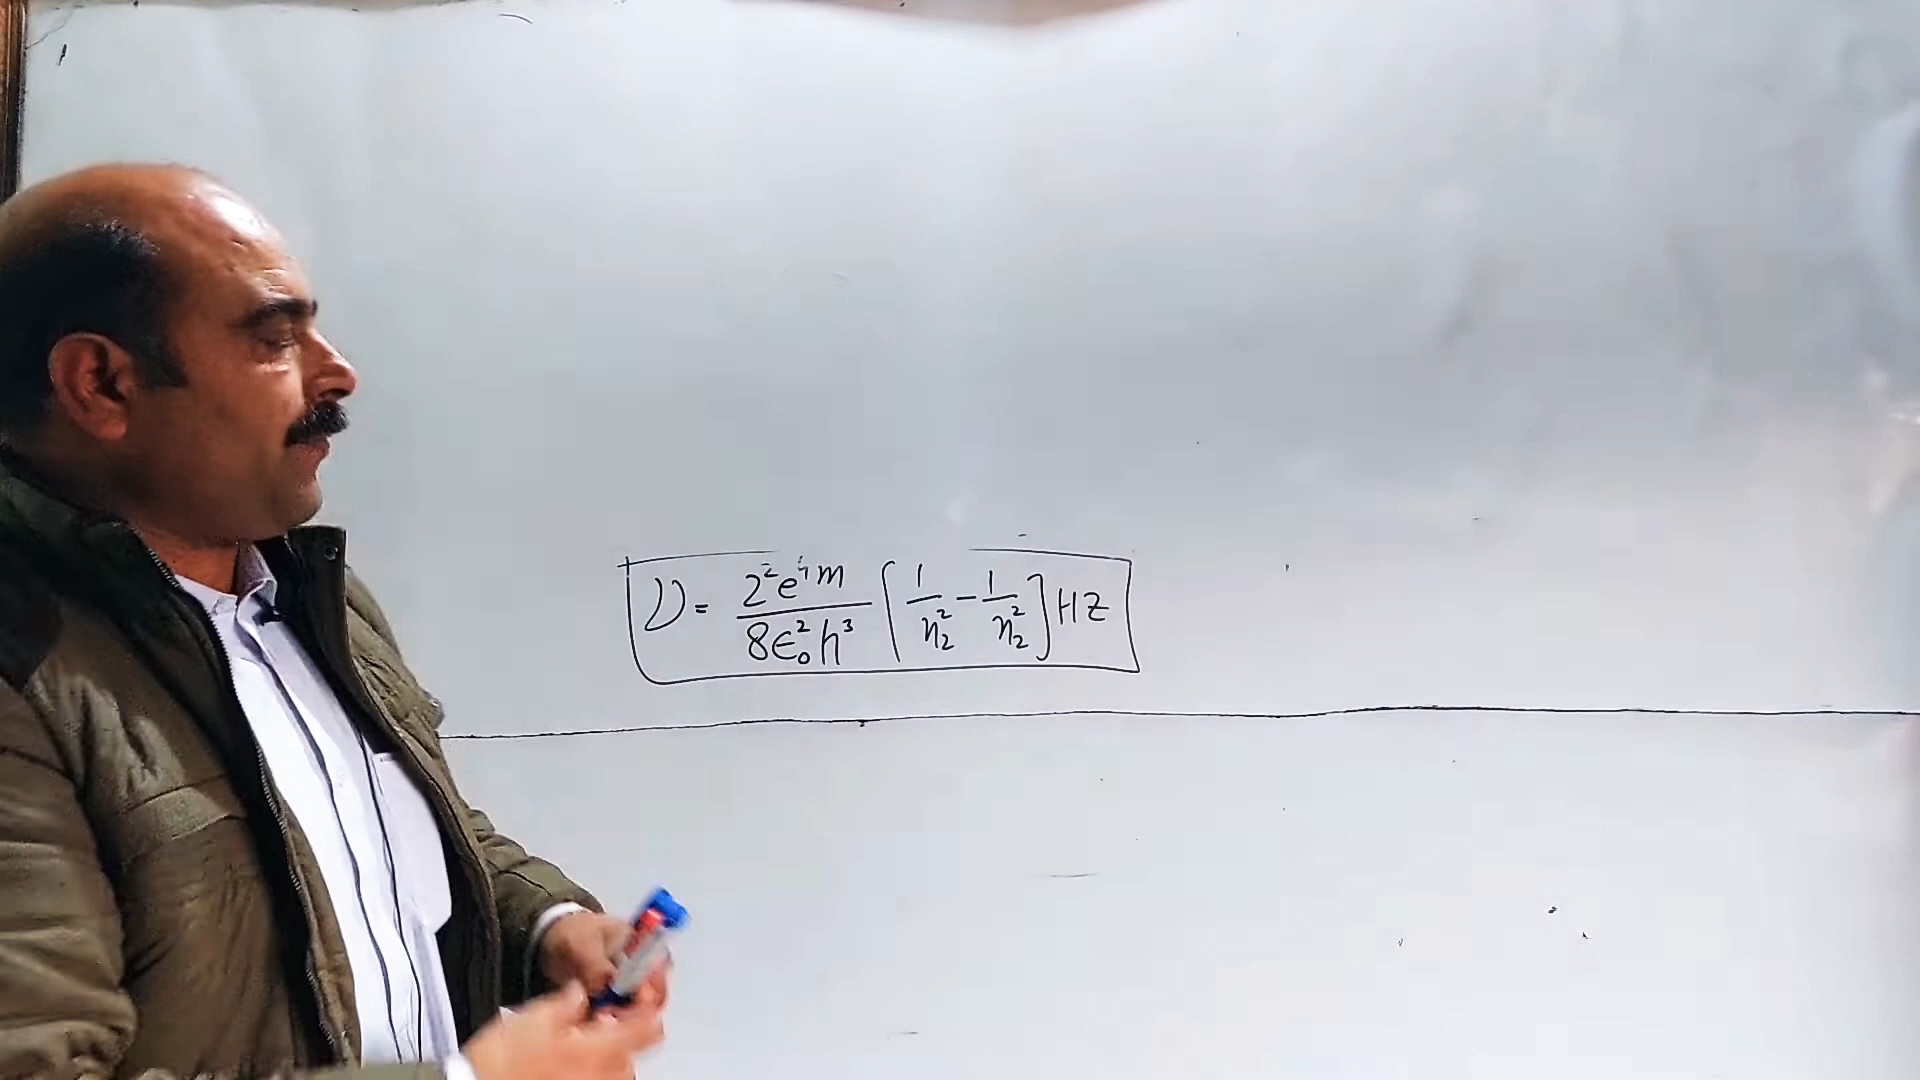 ν = 2²e⁴m / 8ϵ₀²h³ [1/n₂² − 1/n₂²] HZ